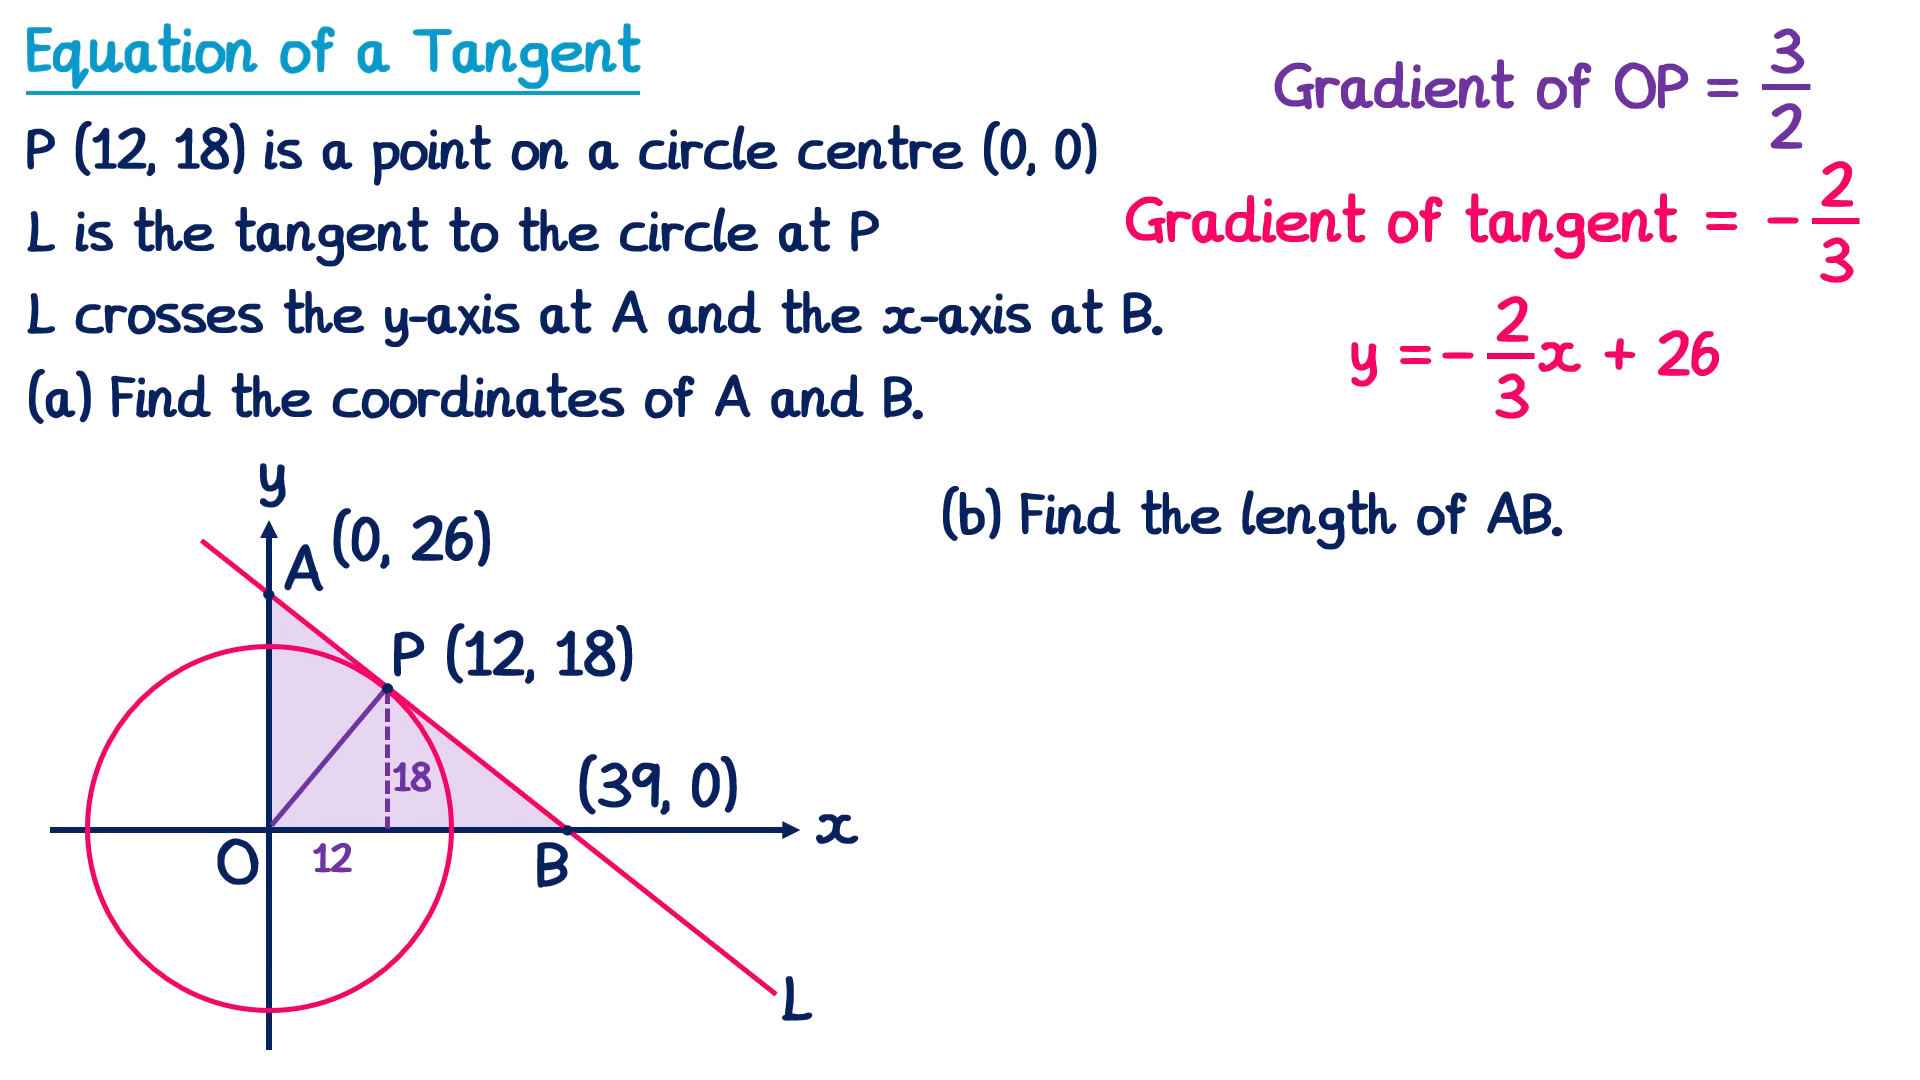 Equation of a Tangent
P (12, 18) is a point on a circle centre (0, 0)
L is the tangent to the circle at P
L crosses the y-axis at A and the x-axis at B.
(a) Find the coordinates of A and B.
Gradient of OP = 3/2
Gradient of tangent = -2/3
y = -2/3x + 26
(b) Find the length of AB.
y
A (0, 26)
P (12, 18)
18
(39, 0)
x
O
12
B
L